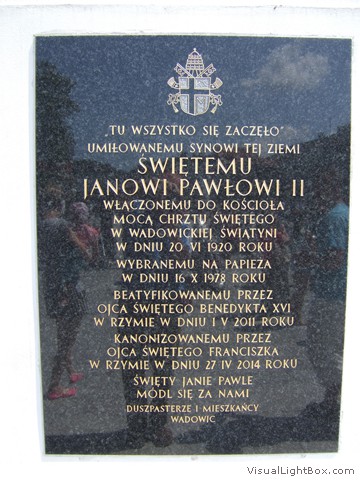 „TU WSZYSTKO SIĘ ZACZĘŁO"
UMIŁOWANEMU SYNOWI TEJ ZIEMI
ŚWIĘTEMU
JANOWI PAWŁOWI II
WŁĄCZONEMU DO KOŚCIOŁA
MOCĄ CHRZTU ŚWIĘTEGO
W WADOWICKIEJ ŚWIĄTYNI
W DNIU 20 VI 1920 ROKU
WYBRANEMU NA PAPIEŻA
W DNIU 16 X 1978 ROKU
BEATYFIKOWANEMU PRZEZ
OJCA ŚWIĘTEGO BENEDYKTA XVI
W RZYMIE W DNIU 1 V 2011 ROKU
KANONIZOWANEMU PRZEZ
OJCA ŚWIĘTEGO FRANCISZKA
W RZYMIE W DNIU 27 IV 2014 ROKU
ŚWIĘTY JANIE PAWLE
MÓDL SIĘ ZA NAMI
DUSZPASTERZE I MIESZKAŃCY
WADOWIC
VisualLightBox.com